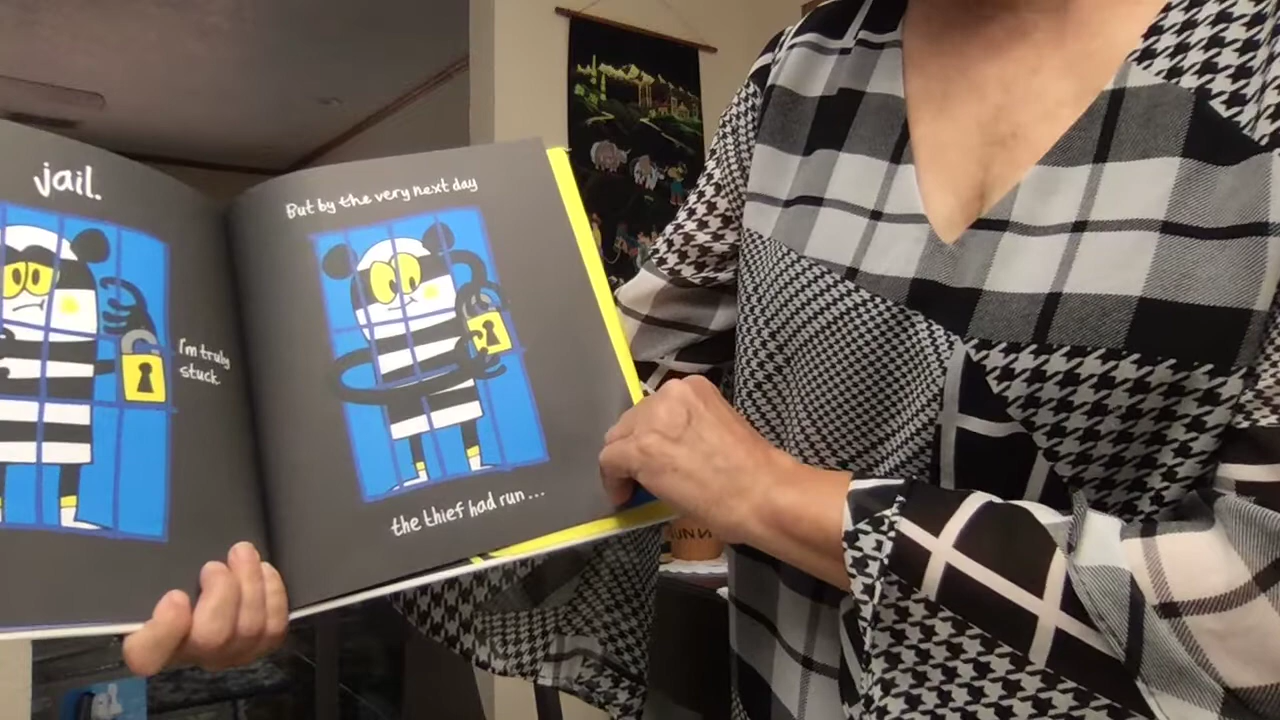 jail.
I'm truly
stuck.
But by the very next day
the thief had run...